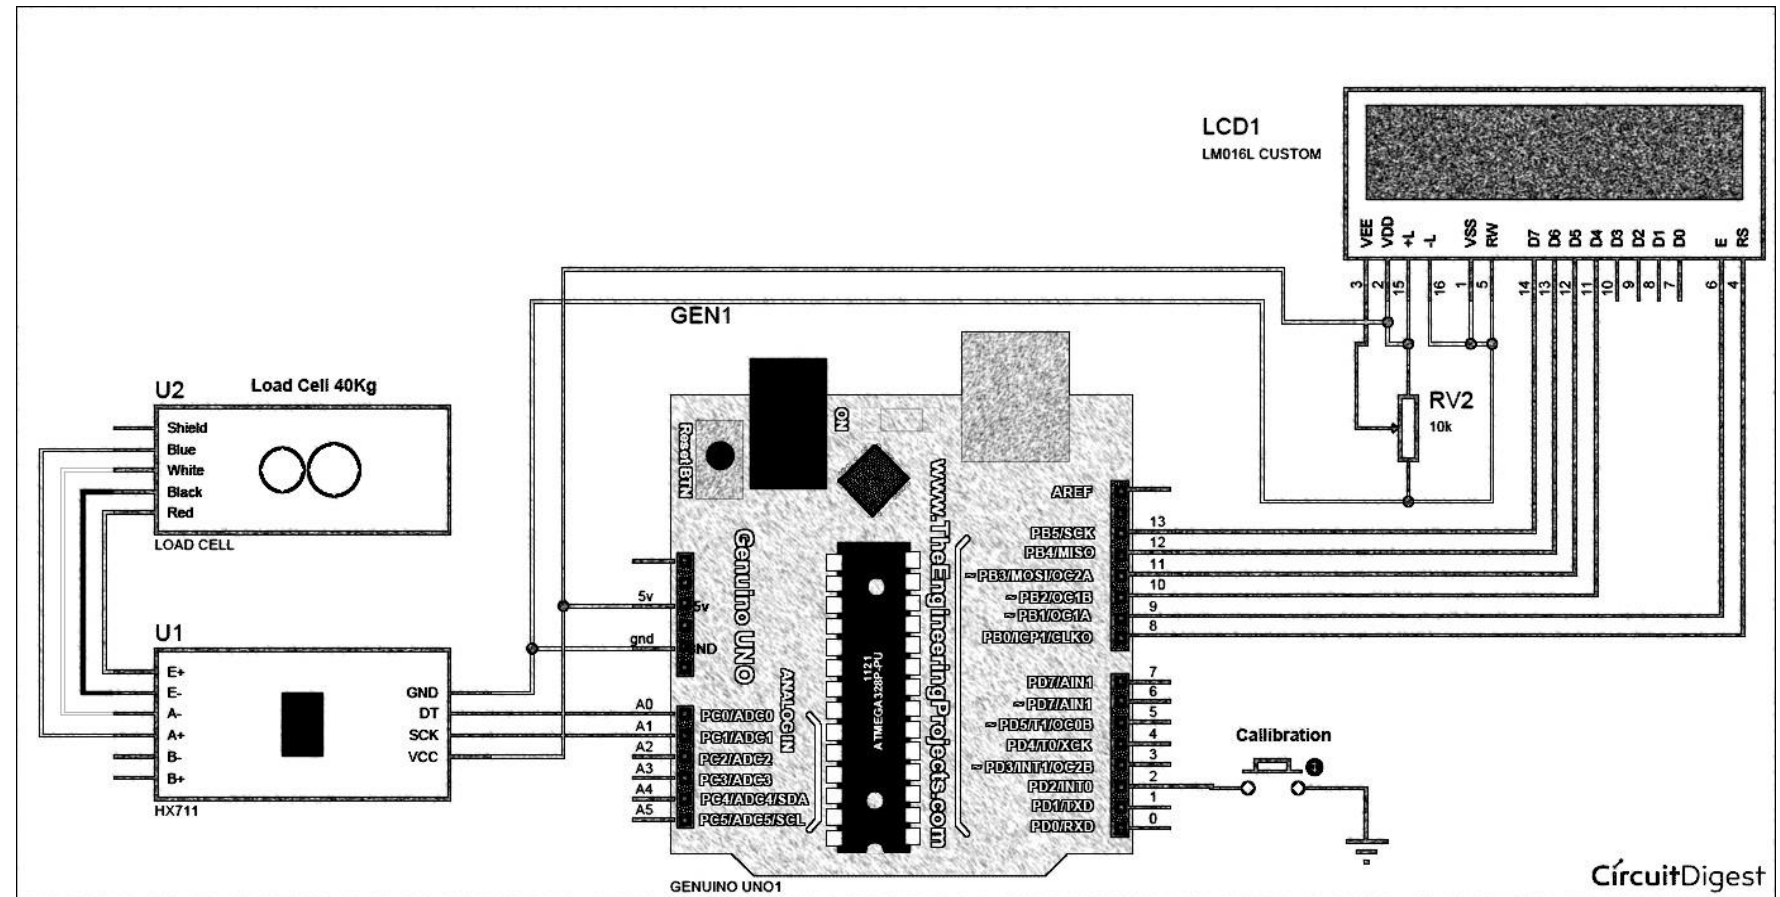 LCD1
LM016L CUSTOM
VEE
VDD
+L
-L
VSS
RW
D7
D6
D5
D4
D3
D2
D1
D0
E
RS
3
2
15
16
1
5
14
13
12
11
10
9
8
7
6
4
RV2
10k
GEN1
U2
Load Cell 40Kg
Shield
Blue
White
Black
Red
LOAD CELL
U1
E+
E-
A-
A+
B-
B+
GND
DT
SCK
VCC
HX711
Reset BTN
ON
Genuino UNO
www.TheEngineeringProjects.com
1121
ATMEGA328P-PU
ANALOG IN
5v
5v
gnd
GND
A0
PC0/ADC0
A1
PC1/ADC1
A2
PC2/ADC2
A3
PC3/ADC3
A4
PC4/ADC4/SDA
A5
PC5/ADC5/SCL
AREF
PB5/SCK
13
PB4/MISO
12
~ PB3/MOSI/OC2A
11
~ PB2/OC1B
10
~ PB1/OC1A
9
PB0/ICP1/CLKO
8
PD7/AIN1
7
~ PD7/AIN1
6
~ PD5/T1/OC0B
5
PD4/T0/XCK
4
~ PD3/INT1/OC2B
3
PD2/INT0
2
PD1/TXD
1
PD0/RXD
0
Callibration
GENUINO UNO1
CircuitDigest